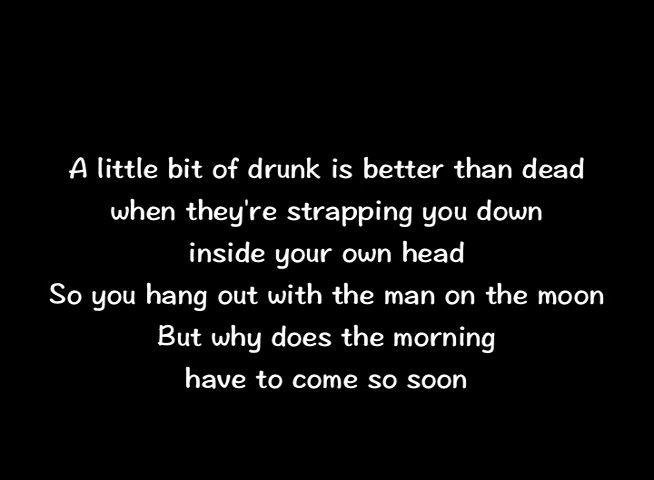 A little bit of drunk is better than dead
when they're strapping you down
inside your own head
So you hang out with the man on the moon
But why does the morning
have to come so soon